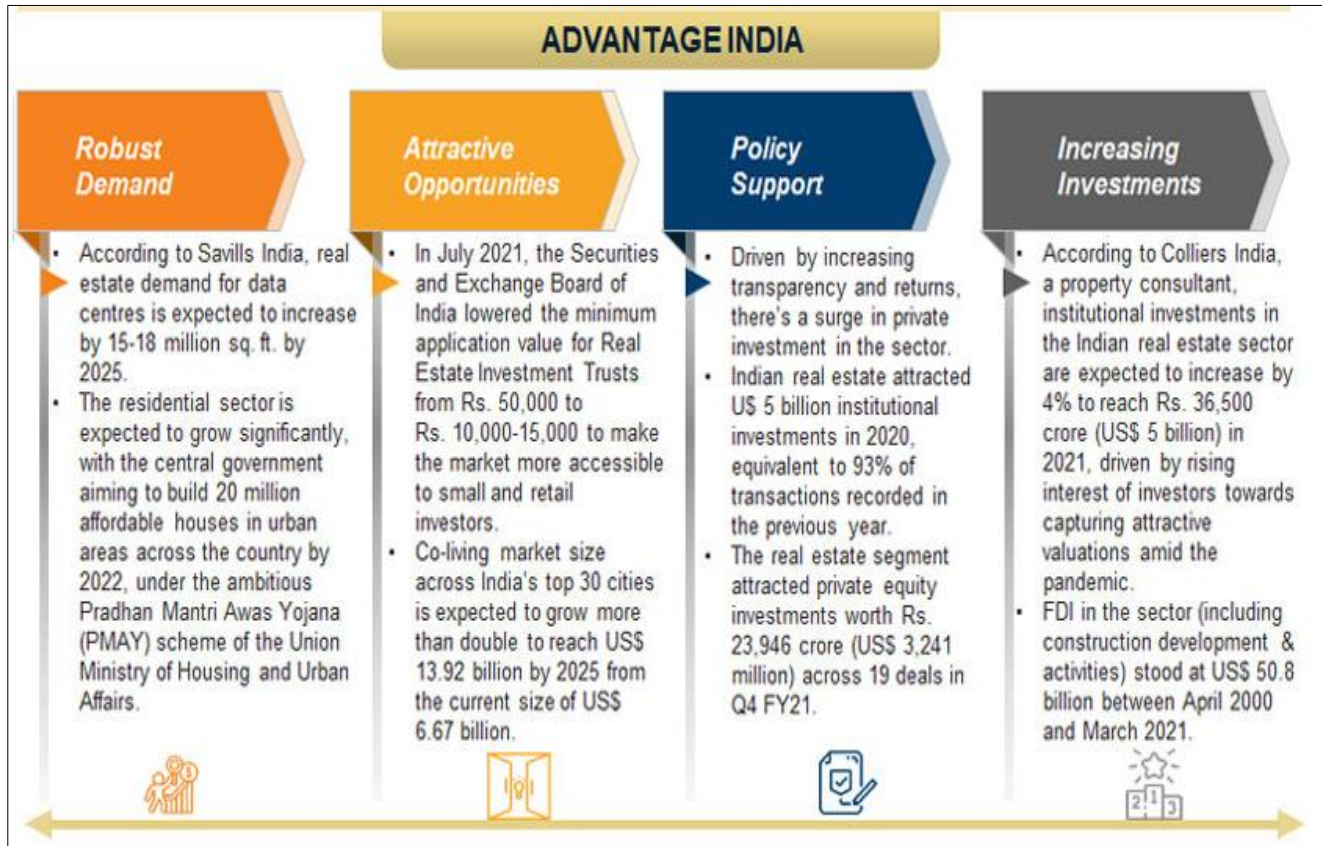 ADVANTAGE INDIA
Robust
Demand
• According to Savills India, real
estate demand for data
centres is expected to increase
by 15-18 million sq. ft. by
2025.
• The residential sector is
expected to grow significantly,
with the central government
aiming to build 20 million
affordable houses in urban
areas across the country by
2022, under the ambitious
Pradhan Mantri Awas Yojana
(PMAY) scheme of the Union
Ministry of Housing and Urban
Affairs.
Attractive
Opportunities
• In July 2021, the Securities
and Exchange Board of
India lowered the minimum
application value for Real
Estate Investment Trusts
from Rs. 50,000 to
Rs. 10,000-15,000 to make
the market more accessible
to small and retail
investors.
• Co-living market size
across India's top 30 cities
is expected to grow more
than double to reach US$
13.92 billion by 2025 from
the current size of US$
6.67 billion.
Policy
Support
• Driven by increasing
transparency and returns,
there's a surge in private
investment in the sector.
• Indian real estate attracted
U$ 5 billion institutional
investments in 2020,
equivalent to 93% of
transactions recorded in
the previous year.
• The real estate segment
attracted private equity
investments worth Rs.
23,946 crore (US$ 3,241
million) across 19 deals in
Q4 FY21.
Increasing
Investments
• According to Colliers India,
a property consultant,
institutional investments in
the Indian real estate sector
are expected to increase by
4% to reach Rs. 36,500
crore (US$ 5 billion) in
2021, driven by rising
interest of investors towards
capturing attractive
valuations amid the
pandemic.
• FDI in the sector (including
construction development &
activities) stood at US$ 50.8
billion between April 2000
and March 2021.
2 1 3